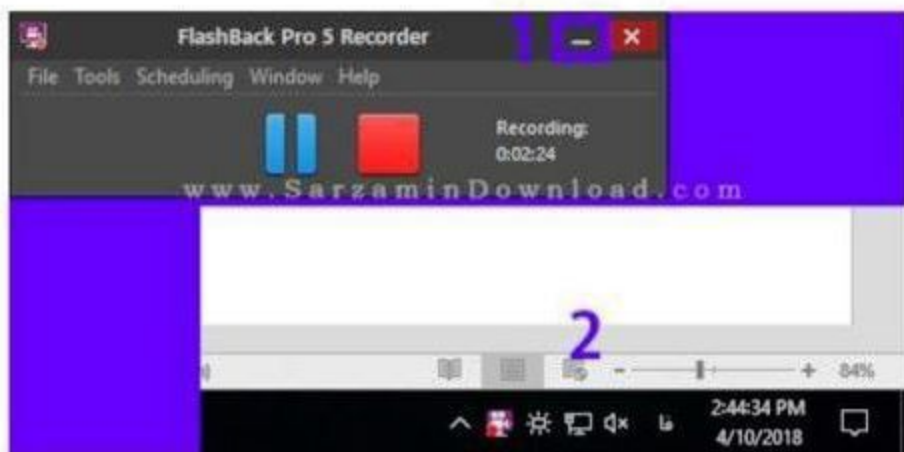 FlashBack Pro 5 Recorder
1
File Tools Scheduling Window Help
Recording:
0:02:24
www.SarzaminDownload.com
2
84%
فا
2:44:34 PM
4/10/2018